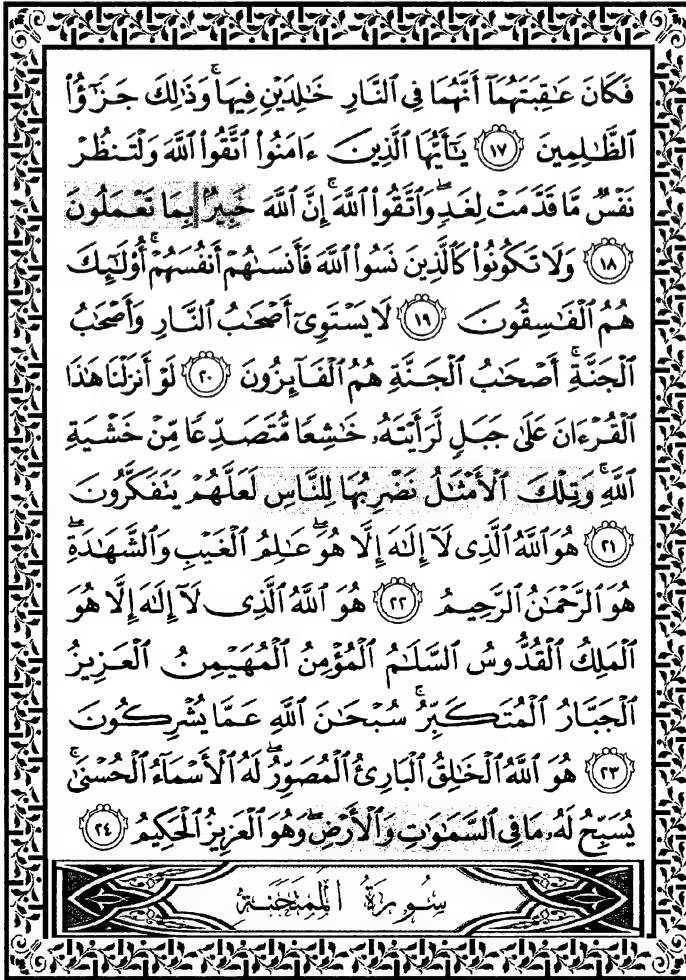 فَكَانَ عَـٰقِبَتَهُمَآ أَنَّهُمَا فِى ٱلنَّارِ خَـٰلِدَيْنِ فِيهَا ۚ وَذَٰلِكَ جَزَٰٓؤُا۟
ٱلظَّـٰلِمِينَ ١٧ يَـٰٓأَيُّهَا ٱلَّذِينَ ءَامَنُوا۟ ٱتَّقُوا۟ ٱللَّهَ وَلْتَنظُرْ
نَفْسٌ مَّا قَدَّمَتْ لِغَدٍ ۖ وَٱتَّقُوا۟ ٱللَّهَ ۚ إِنَّ ٱللَّهَ خَبِيرٌۢ بِمَا تَعْمَلُونَ
١٨ وَلَا تَكُونُوا۟ كَٱلَّذِينَ نَسُوا۟ ٱللَّهَ فَأَنسَىٰهُمْ أَنفُسَهُمْ ۚ أُو۟لَـٰٓئِكَ
هُمُ ٱلْفَـٰسِقُونَ ١٩ لَا يَسْتَوِىٓ أَصْحَـٰبُ ٱلنَّارِ وَأَصْحَـٰبُ
ٱلْجَنَّةِ ۚ أَصْحَـٰبُ ٱلْجَنَّةِ هُمُ ٱلْفَآئِزُونَ ٢٠ لَوْ أَنزَلْنَا هَـٰذَا
ٱلْقُرْءَانَ عَلَىٰ جَبَلٍ لَّرَأَيْتَهُۥ خَـٰشِعًا مُّتَصَدِّعًا مِّنْ خَشْيَةِ
ٱللَّهِ ۚ وَتِلْكَ ٱلْأَمْثَـٰلُ نَضْرِبُهَا لِلنَّاسِ لَعَلَّهُمْ يَتَفَكَّرُونَ
٢١ هُوَ ٱللَّهُ ٱلَّذِى لَآ إِلَـٰهَ إِلَّا هُوَ ۖ عَـٰلِمُ ٱلْغَيْبِ وَٱلشَّهَـٰدَةِ ۖ
هُوَ ٱلرَّحْمَـٰنُ ٱلرَّحِيمُ ٢٢ هُوَ ٱللَّهُ ٱلَّذِى لَآ إِلَـٰهَ إِلَّا هُوَ
ٱلْمَلِكُ ٱلْقُدُّوسُ ٱلسَّلَـٰمُ ٱلْمُؤْمِنُ ٱلْمُهَيْمِنُ ٱلْعَزِيزُ
ٱلْجَبَّارُ ٱلْمُتَكَبِّرُ ۚ سُبْحَـٰنَ ٱللَّهِ عَمَّا يُشْرِكُونَ
٢٣ هُوَ ٱللَّهُ ٱلْخَـٰلِقُ ٱلْبَارِئُ ٱلْمُصَوِّرُ ۖ لَهُ ٱلْأَسْمَآءُ ٱلْحُسْنَىٰ ۚ
يُسَبِّحُ لَهُۥ مَا فِى ٱلسَّمَـٰوَٰتِ وَٱلْأَرْضِ ۖ وَهُوَ ٱلْعَزِيزُ ٱلْحَكِيمُ ٢٤
سُورَةُ المُمْتَحَنَةِ